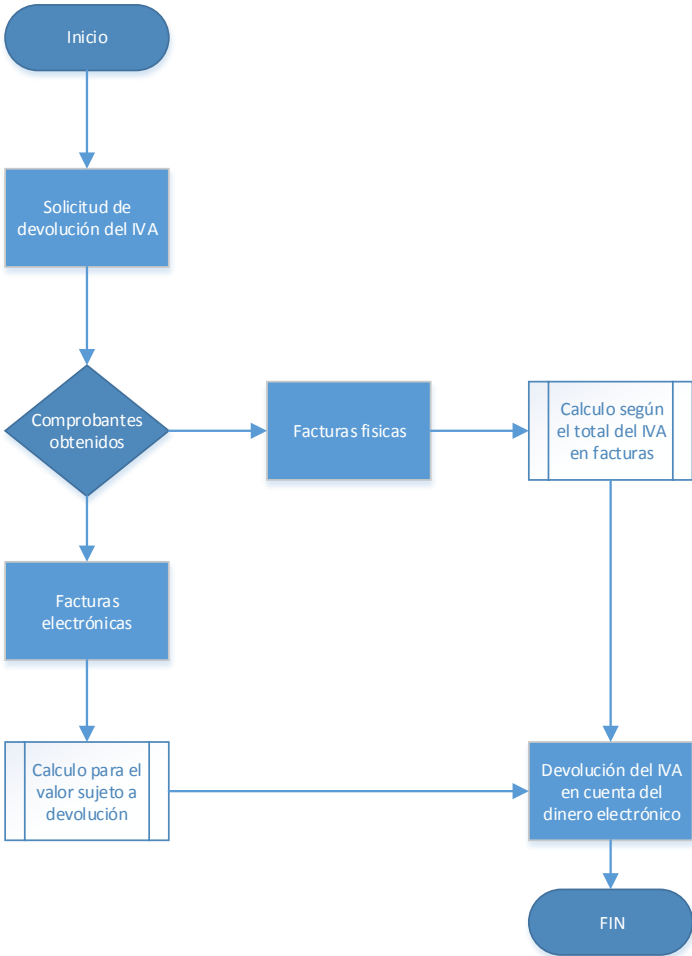 Inicio
Solicitud de
devolución del IVA
Comprobantes
obtenidos
Facturas fisicas
Calculo según
el total del IVA
en facturas
Facturas
electrónicas
Calculo para el
valor sujeto a
devolución
Devolución del IVA
en cuenta del
dinero electrónico
FIN